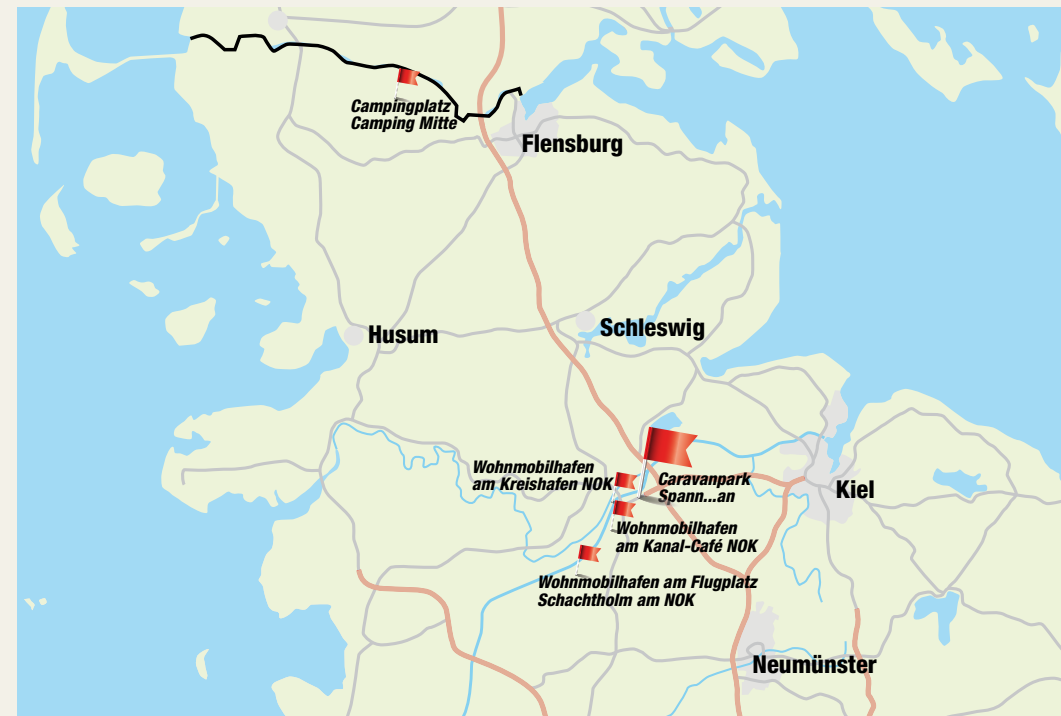 Campingplatz
Camping Mitte
Flensburg
Husum
Schleswig
Wohnmobilhafen
am Kreishafen NOK
Caravanpark
Spann...an
Kiel
Wohnmobilhafen
am Kanal-Café NOK
Wohnmobilhafen am Flugplatz
Schachtholm am NOK
Neumünster